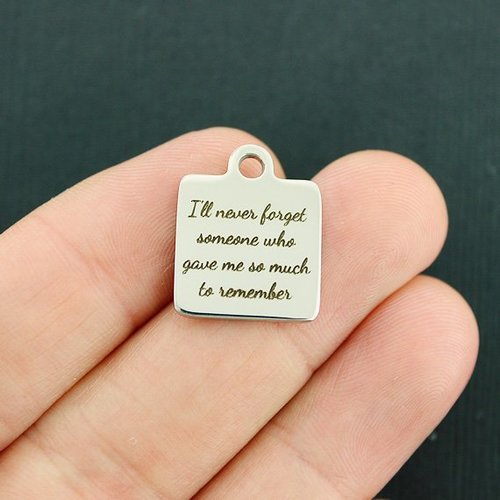 I'll never forget
someone who
gave me so much
to remember